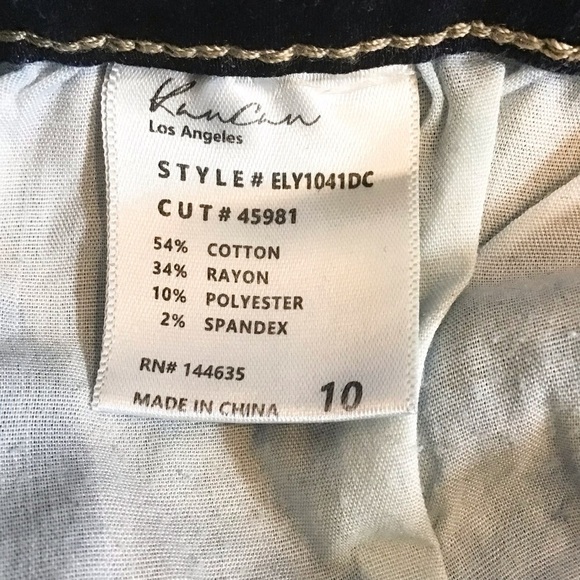 KanCan
Los Angeles
STYLE# ELY1041DC
CUT# 45981
54% COTTON
34% RAYON
10% POLYESTER
2% SPANDEX
RN# 144635
MADE IN CHINA 10